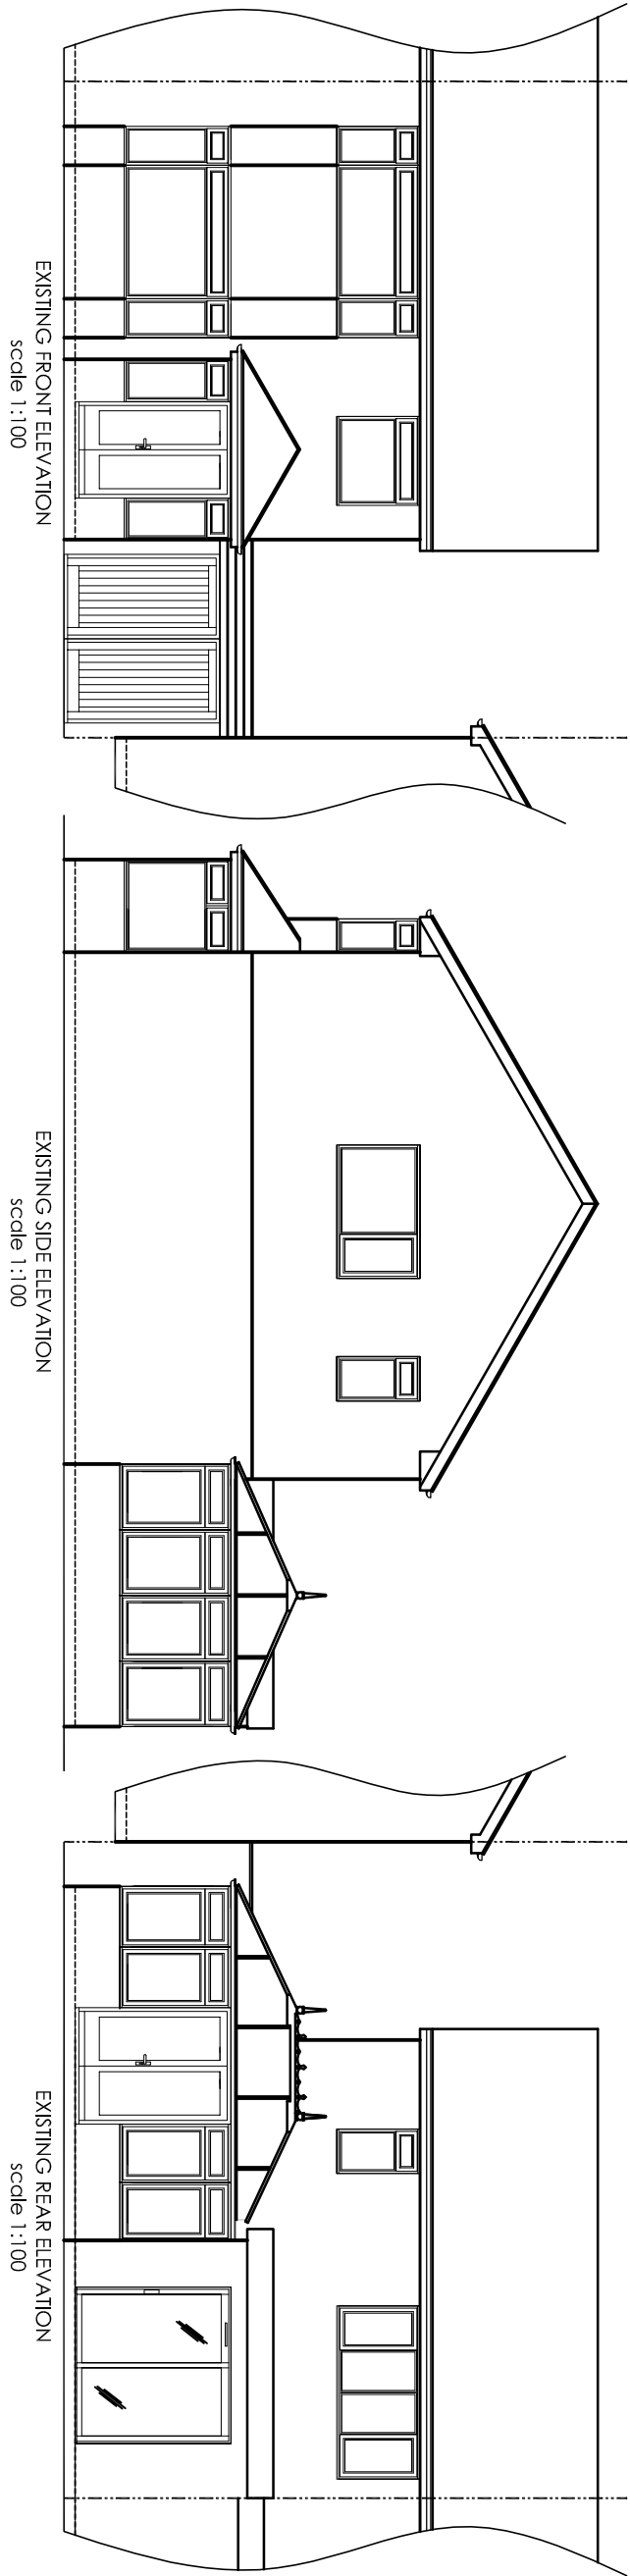 EXISTING FRONT ELEVATION
scale 1:100
EXISTING SIDE ELEVATION
scale 1:100
EXISTING REAR ELEVATION
scale 1:100